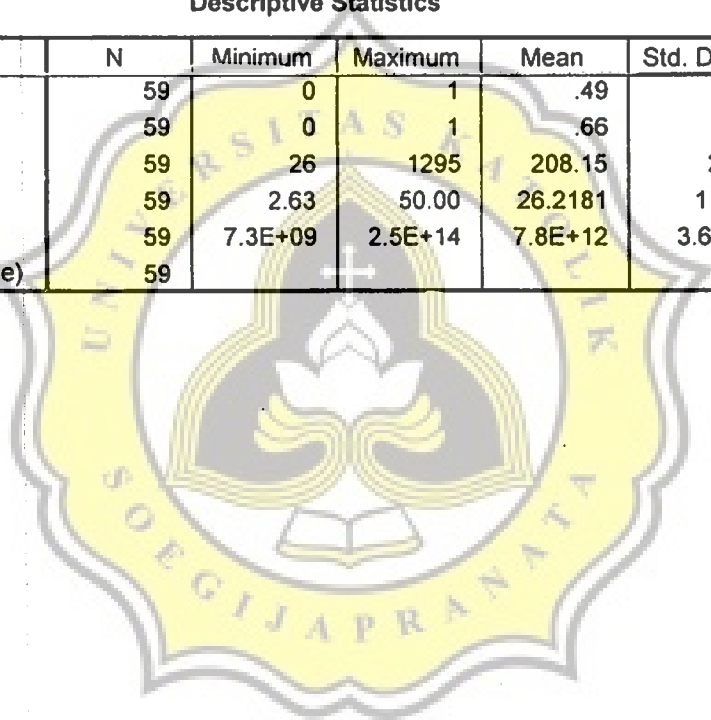 Descriptive Statistics
N Minimum Maximum Mean Std. D
59 0 1 .49
59 0 1 .66
59 26 1295 208.15 2
59 2.63 50.00 26.2181 1
59 7.3E+09 2.5E+14 7.8E+12 3.6
e) 59
UNIVERSITAS KATOLIK
SOEGIJAPRANATA